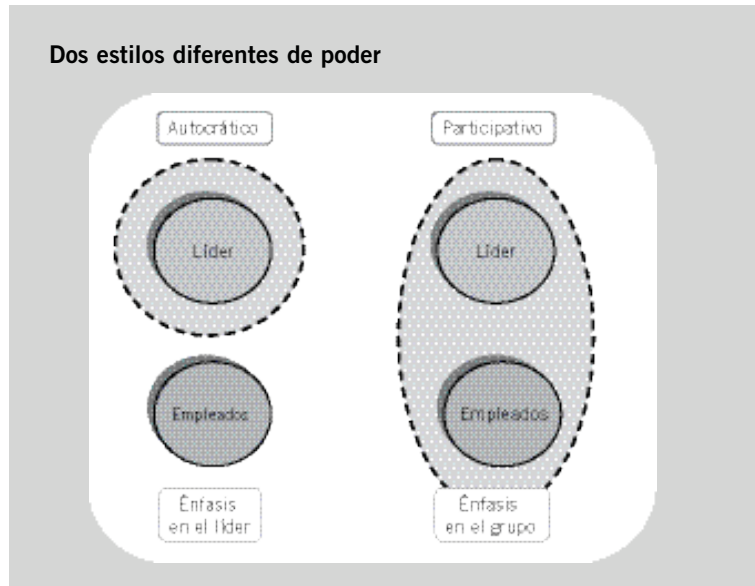 Dos estilos diferentes de poder
Autocrático
Participativo
Líder
Líder
Empleados
Empleados
Énfasis
en el líder
Énfasis
en el grupo